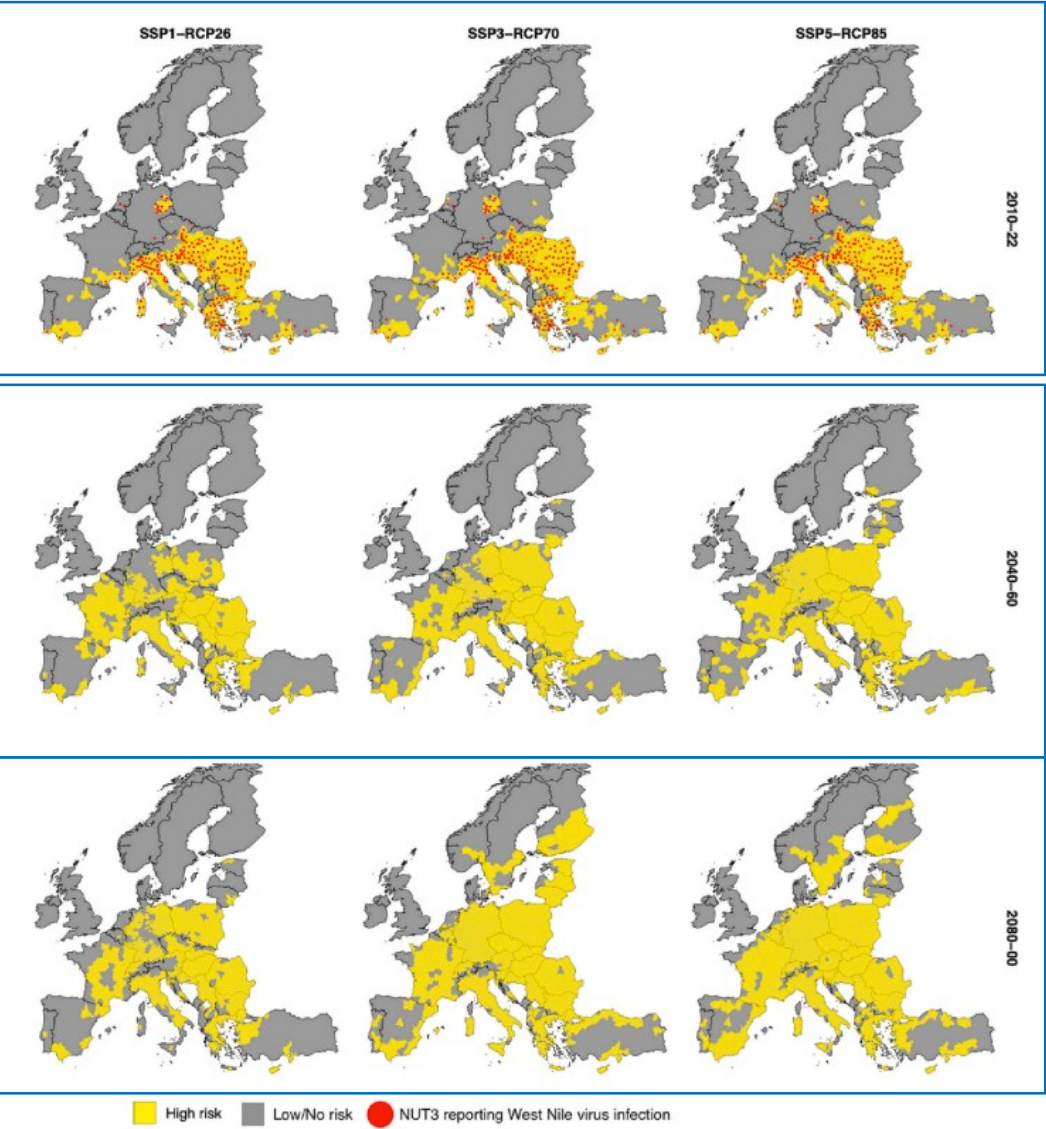 SSP1–RCP26
SSP3–RCP70
SSP5–RCP85
2010–22
2040–60
2080–00
High risk
Low/No risk
NUT3 reporting West Nile virus infection